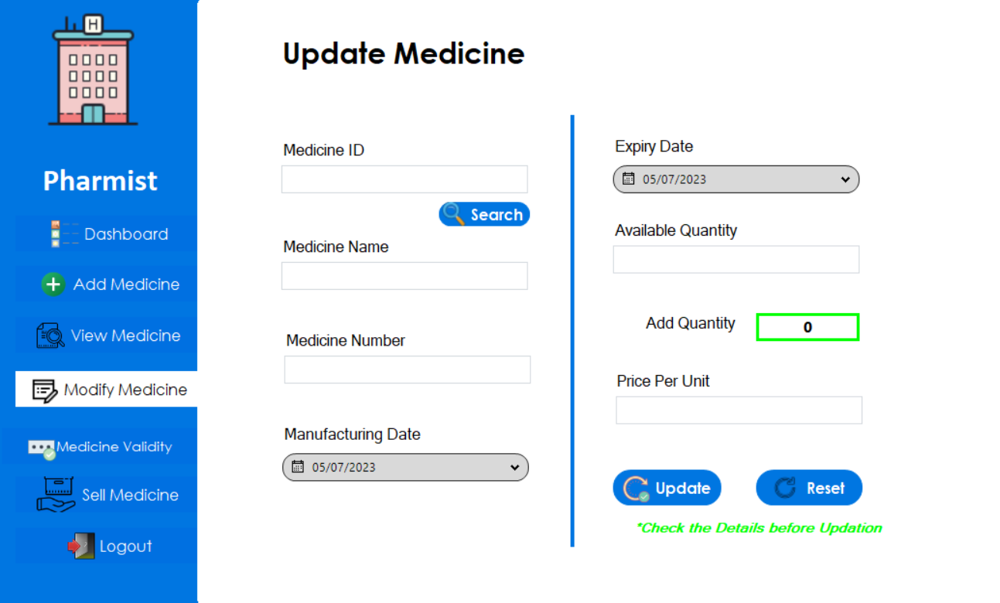 H
Pharmist
Dashboard
Add Medicine
View Medicine
Modify Medicine
Medicine Validity
Sell Medicine
Logout
Update Medicine
Medicine ID
Search
Medicine Name
Medicine Number
Manufacturing Date
05/07/2023
Expiry Date
05/07/2023
Available Quantity
Add Quantity
0
Price Per Unit
Update
Reset
*Check the Details before Updation